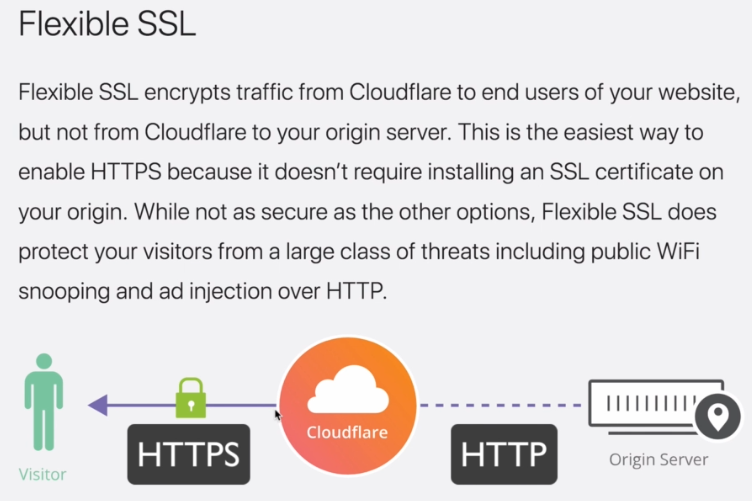 Flexible SSL
Flexible SSL encrypts traffic from Cloudflare to end users of your website,
but not from Cloudflare to your origin server. This is the easiest way to
enable HTTPS because it doesn’t require installing an SSL certificate on
your origin. While not as secure as the other options, Flexible SSL does
protect your visitors from a large class of threats including public WiFi
snooping and ad injection over HTTP.
Cloudflare
HTTPS
HTTP
Visitor
Origin Server